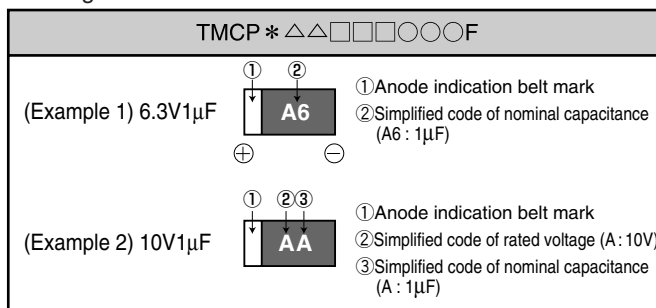 TMCP＊△△□□□○○○F
① ②
(Example 1) 6.3V1μF
A6
⊕ ⊖
①Anode indication belt mark
②Simplified code of nominal capacitance
(A6 : 1μF)
① ②③
(Example 2) 10V1μF
AA
①Anode indication belt mark
②Simplified code of rated voltage (A : 10V)
③Simplified code of nominal capacitance
(A : 1μF)